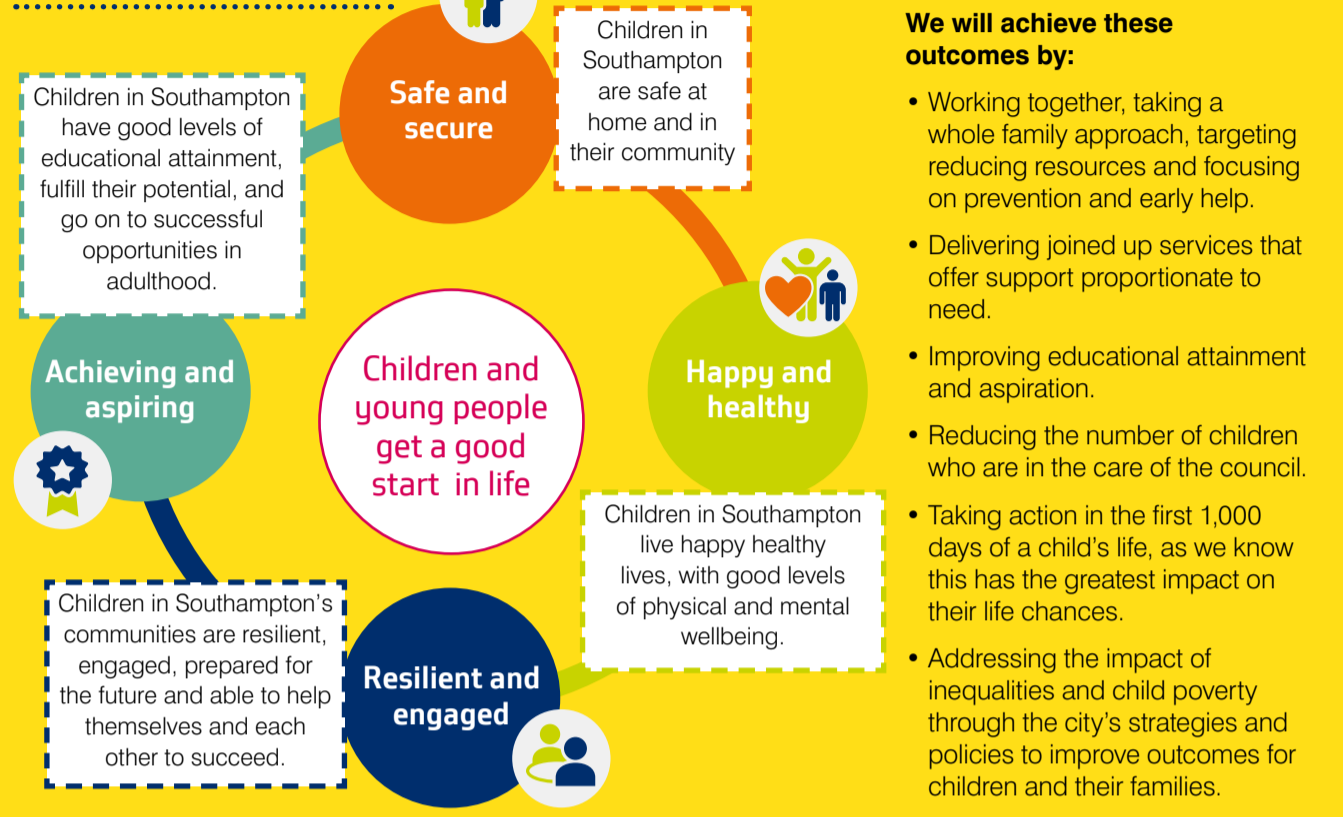 Safe and
secure
Children in
Southampton
are safe at
home and in
their community
Children in Southampton
have good levels of
educational attainment,
fulfill their potential, and
go on to successful
opportunities in
adulthood.
Achieving and
aspiring
Children and
young people
get a good
start in life
Happy and
healthy
Children in Southampton
live happy healthy
lives, with good levels
of physical and mental
wellbeing.
Children in Southampton's
communities are resilient,
engaged, prepared for
the future and able to help
themselves and each
other to succeed.
Resilient and
engaged
We will achieve these
outcomes by:
• Working together, taking a
whole family approach, targeting
reducing resources and focusing
on prevention and early help.
• Delivering joined up services that
offer support proportionate to
need.
• Improving educational attainment
and aspiration.
• Reducing the number of children
who are in the care of the council.
• Taking action in the first 1,000
days of a child’s life, as we know
this has the greatest impact on
their life chances.
• Addressing the impact of
inequalities and child poverty
through the city’s strategies and
policies to improve outcomes for
children and their families.